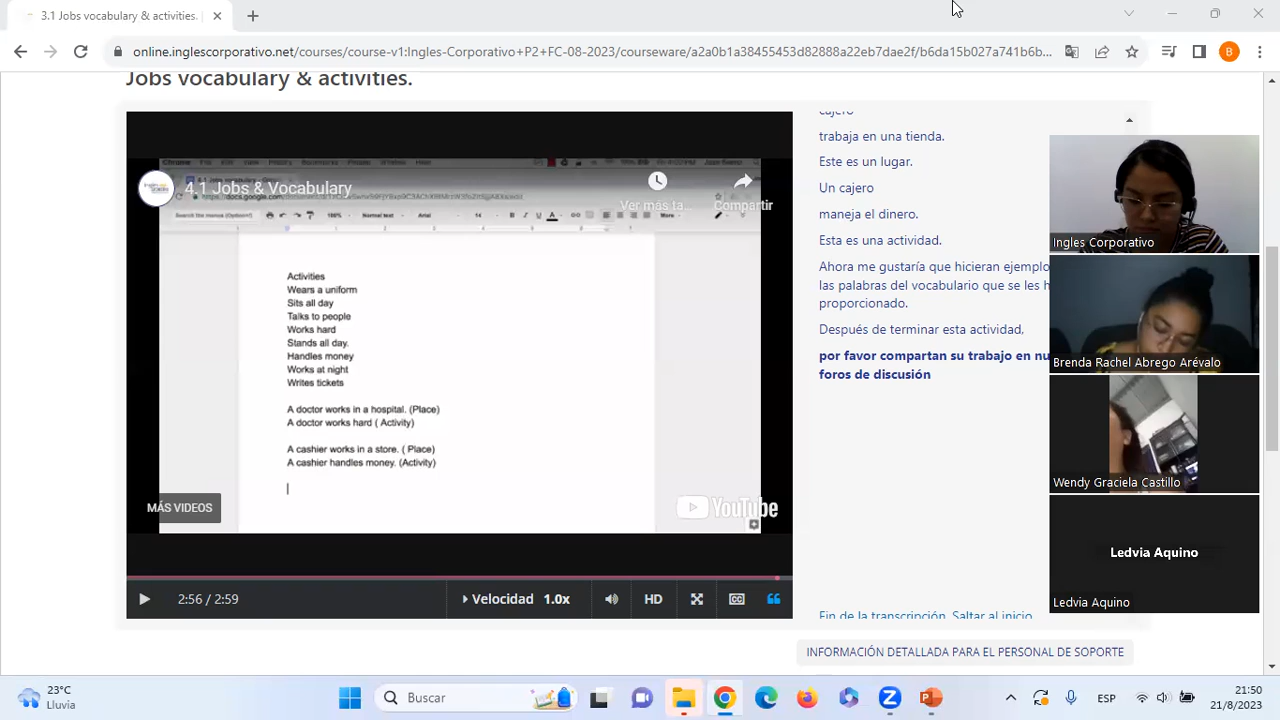 3.1 Jobs vocabulary & activities.
online.inglescorporativo.net/courses/course-v1:Ingles-Corporativo+P2+FC-08-2023/courseware/a2a0b1a38455453d82888a22eb7dae2f/b6da15b027a741b6b...
B
Jobs vocabulary & activities.
4.1 Jobs & Vocabulary
Ver más ta...
Compartir
Normal text
Arial
14
More
Activities
Wears a uniform
Sits all day
Talks to people
Works hard
Stands all day.
Handles money
Works at night
Writes tickets
A doctor works in a hospital. (Place)
A doctor works hard ( Activity)
A cashier works in a store. ( Place)
A cashier handles money. (Activity)
MÁS VIDEOS
YouTube
2:56 / 2:59
Velocidad 1.0x
HD
cajero
trabaja en una tienda.
Este es un lugar.
Un cajero
maneja el dinero.
Esta es una actividad.
Ahora me gustaría que hicieran ejemplo
las palabras del vocabulario que se les h
proporcionado.
Después de terminar esta actividad,
por favor compartan su trabajo en nu
foros de discusión
Fin de la transcripción. Saltar al inicio.
INFORMACIÓN DETALLADA PARA EL PERSONAL DE SOPORTE
Ingles Corporativo
Brenda Rachel Abrego Arévalo
Wendy Graciela Castillo
Ledvia Aquino
Ledvia Aquino
23°C
Lluvia
Buscar
ESP
21:50
21/8/2023